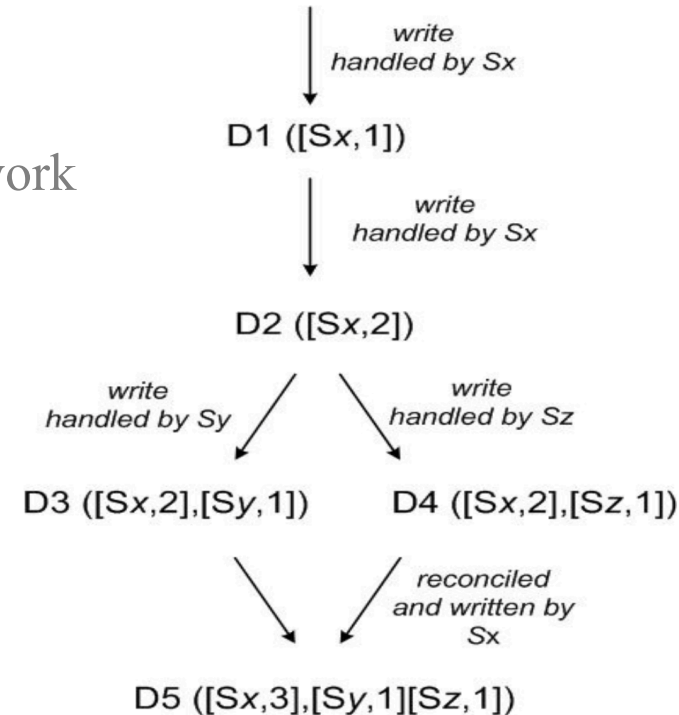 write
handled by Sx
D1 ([Sx,1])
write
handled by Sx
D2 ([Sx,2])
write
handled by Sy
write
handled by Sz
D3 ([Sx,2],[Sy,1])
D4 ([Sx,2],[Sz,1])
reconciled
and written by
Sx
D5 ([Sx,3],[Sy,1][Sz,1])